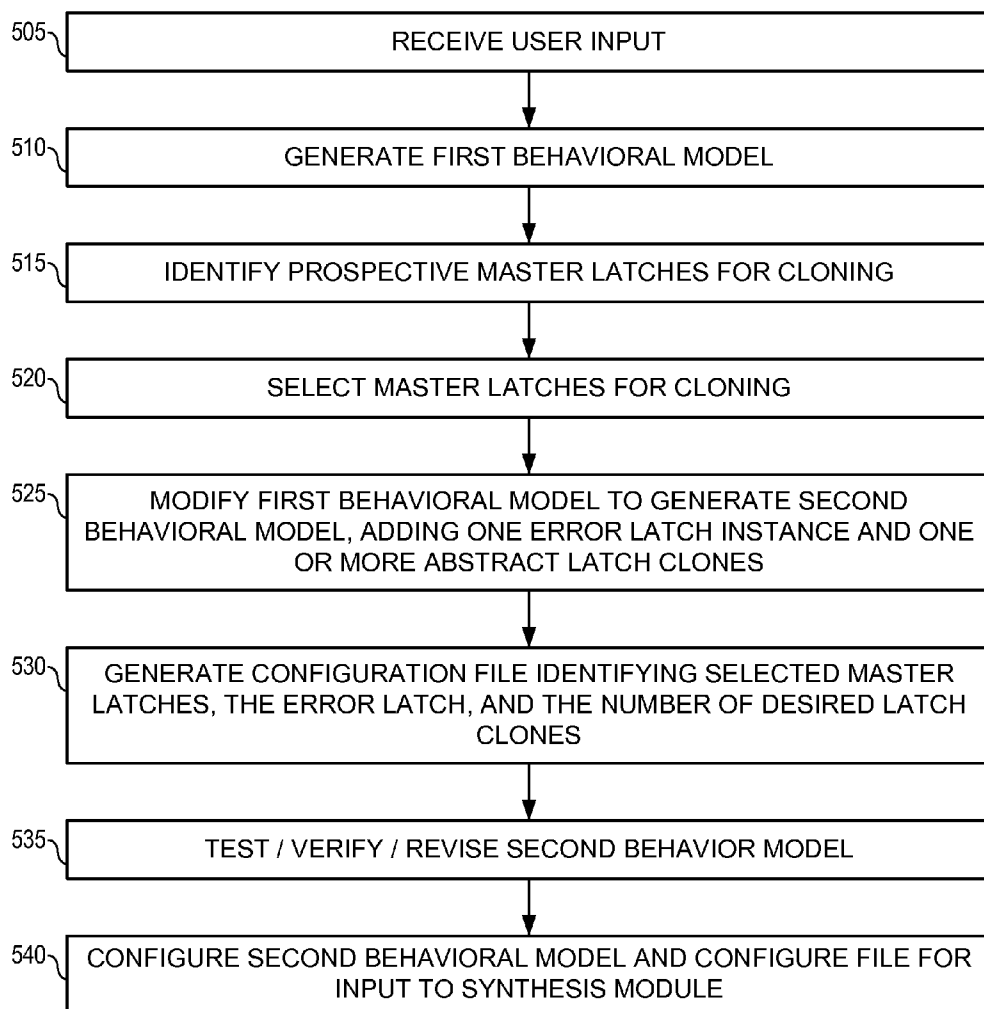 505
RECEIVE USER INPUT
510
GENERATE FIRST BEHAVIORAL MODEL
515
IDENTIFY PROSPECTIVE MASTER LATCHES FOR CLONING
520
SELECT MASTER LATCHES FOR CLONING
525
MODIFY FIRST BEHAVIORAL MODEL TO GENERATE SECOND
BEHAVIORAL MODEL, ADDING ONE ERROR LATCH INSTANCE AND ONE
OR MORE ABSTRACT LATCH CLONES
530
GENERATE CONFIGURATION FILE IDENTIFYING SELECTED MASTER
LATCHES, THE ERROR LATCH, AND THE NUMBER OF DESIRED LATCH
CLONES
535
TEST / VERIFY / REVISE SECOND BEHAVIOR MODEL
540
CONFIGURE SECOND BEHAVIORAL MODEL AND CONFIGURE FILE FOR
INPUT TO SYNTHESIS MODULE